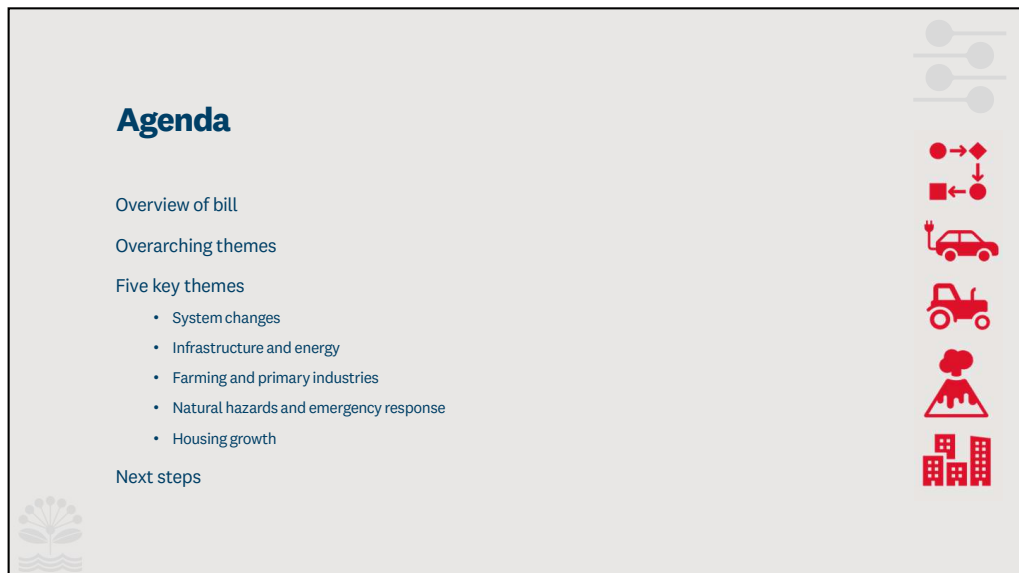 Agenda
Overview of bill
Overarching themes
Five key themes
• System changes
• Infrastructure and energy
• Farming and primary industries
• Natural hazards and emergency response
• Housing growth
Next steps